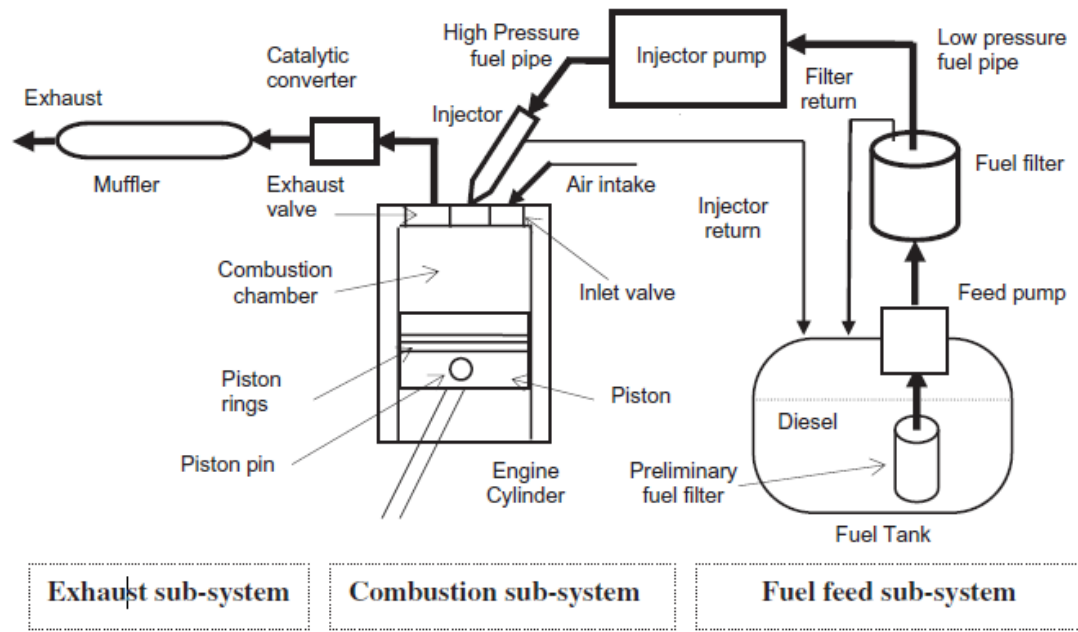 High Pressure
fuel pipe
Injector pump
Low pressure
fuel pipe
Catalytic
converter
Filter
return
Exhaust
Injector
Fuel filter
Muffler
Exhaust
valve
Air intake
Injector
return
Combustion
chamber
Inlet valve
Feed pump
Piston
rings
Piston
Diesel
Piston pin
Engine
Cylinder
Preliminary
fuel filter
Fuel Tank
Exhaust sub-system
Combustion sub-system
Fuel feed sub-system